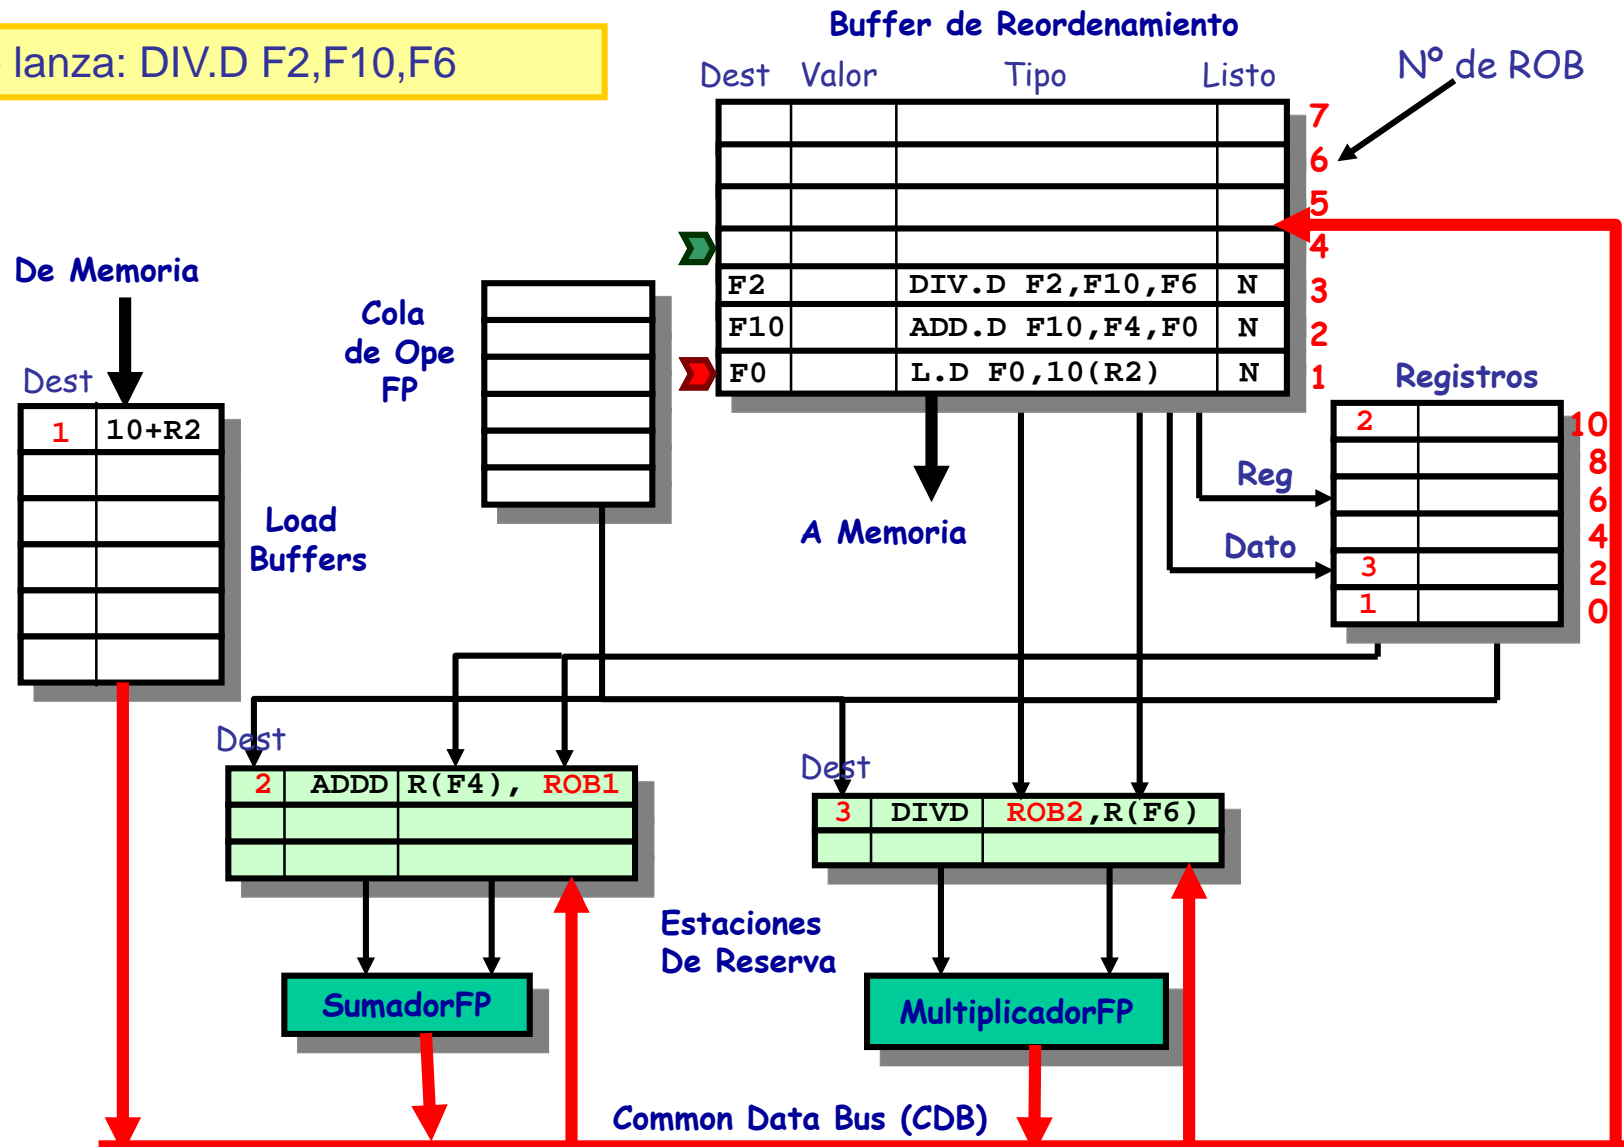 Buffer de Reordenamiento
lanza: DIV.D F2,F10,F6
Dest Valor Tipo Listo
Nº de ROB
7
6
5
4
F2 DIV.D F2,F10,F6 N 3
F10 ADD.D F10,F4,F0 N 2
F0 L.D F0,10(R2) N 1
De Memoria
Cola
de Ope
FP
Dest
1 10+R2
Load
Buffers
A Memoria
Registros
Reg
Dato
2 10
8
6
4
3 2
1 0
Dest
2 ADDD R(F4), ROB1
Dest
3 DIVD ROB2,R(F6)
Estaciones
De Reserva
SumadorFP
MultiplicadorFP
Common Data Bus (CDB)